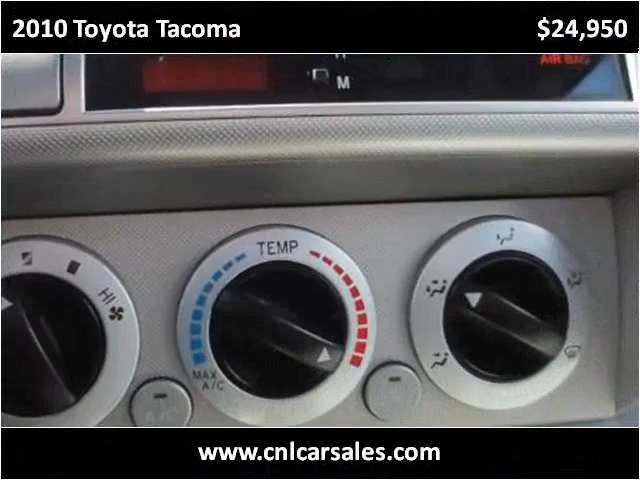 2010 Toyota Tacoma $24,950
AIR BAG
M
TEMP
HI
MAX
A/C
A/C
www.cnlcarsales.com